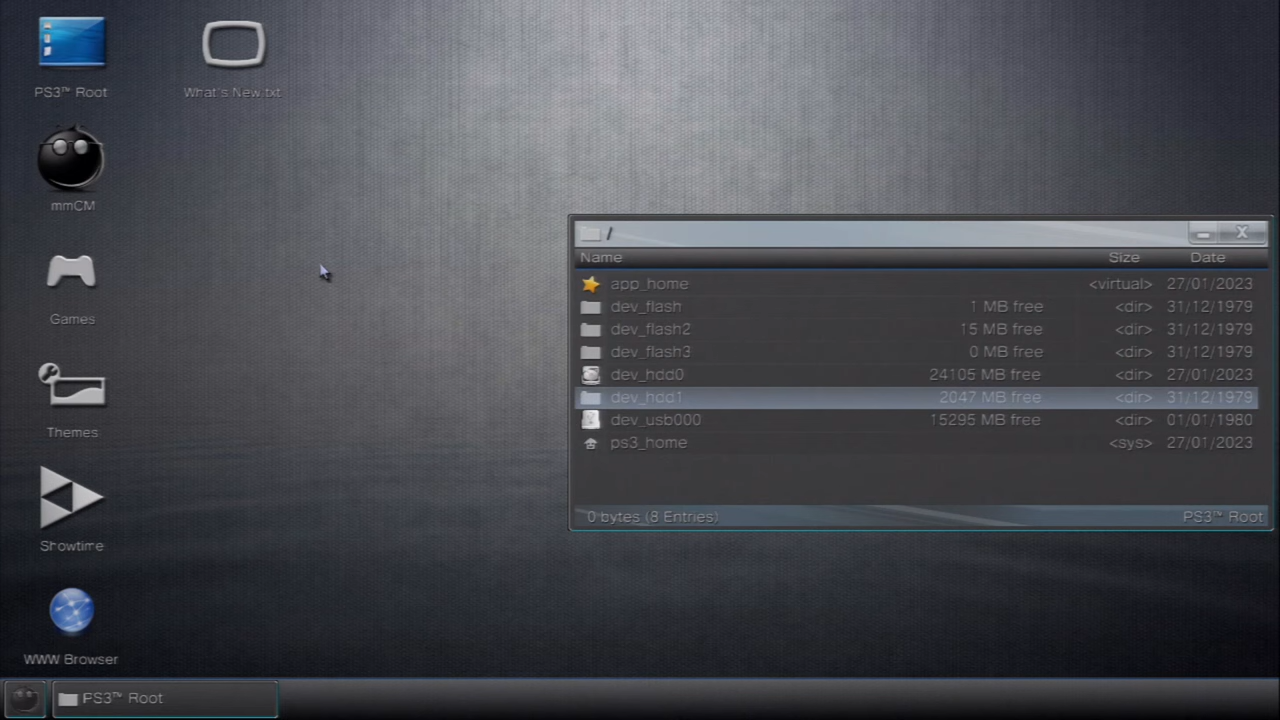 PS3™ Root
What's New.txt
mmCM
Games
Themes
Showtime
WWW Browser
/
X
Name Size Date
app_home <virtual> 27/01/2023
dev_flash 1 MB free <dir> 31/12/1979
dev_flash2 15 MB free <dir> 31/12/1979
dev_flash3 0 MB free <dir> 31/12/1979
dev_hdd0 24105 MB free <dir> 27/01/2023
dev_hdd1 2047 MB free <dir> 31/12/1979
dev_usb000 15295 MB free <dir> 01/01/1980
ps3_home <sys> 27/01/2023
0 bytes (8 Entries) PS3™ Root
PS3™ Root